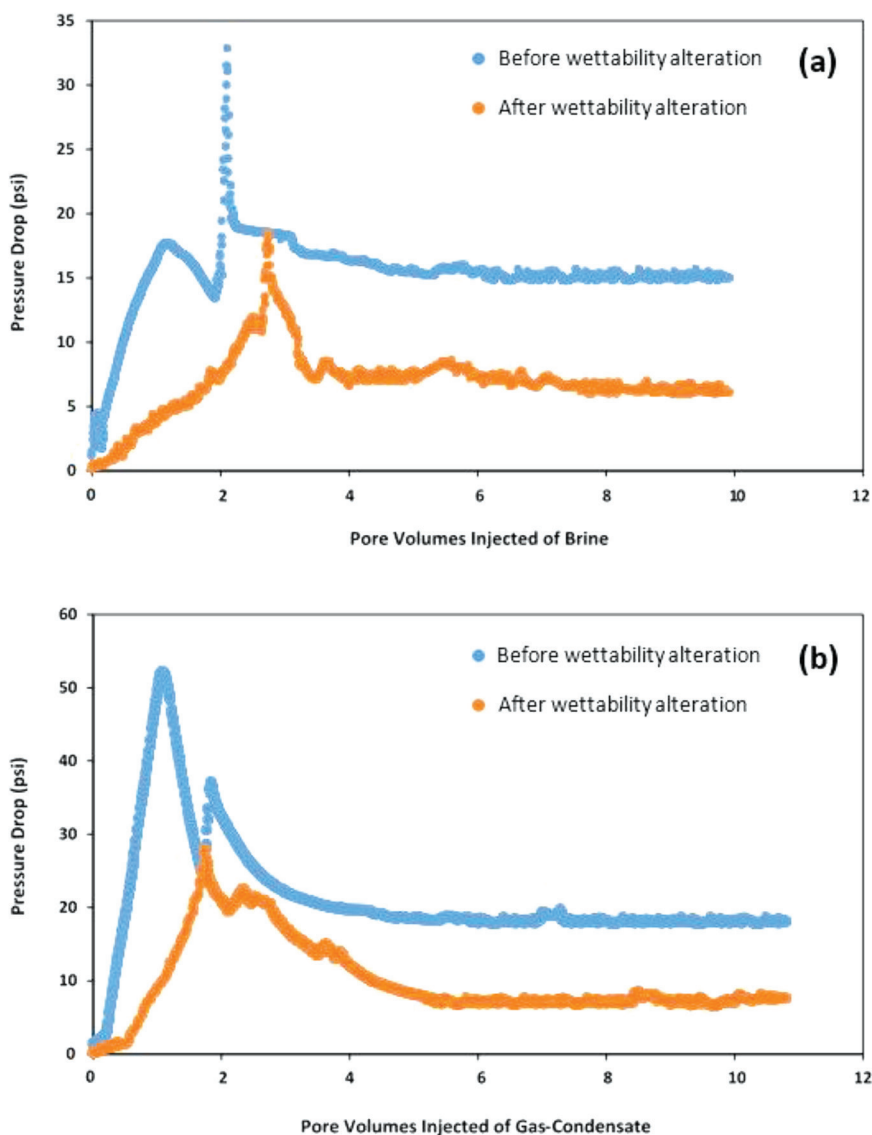 35
30
25
20
15
10
5
0
Pressure Drop (psi)
Before wettability alteration
After wettability alteration
(a)
0 2 4 6 8 10 12
Pore Volumes Injected of Brine
60
50
40
30
20
10
0
Pressure Drop (psi)
Before wettability alteration
After wettability alteration
(b)
0 2 4 6 8 10 12
Pore Volumes Injected of Gas-Condensate